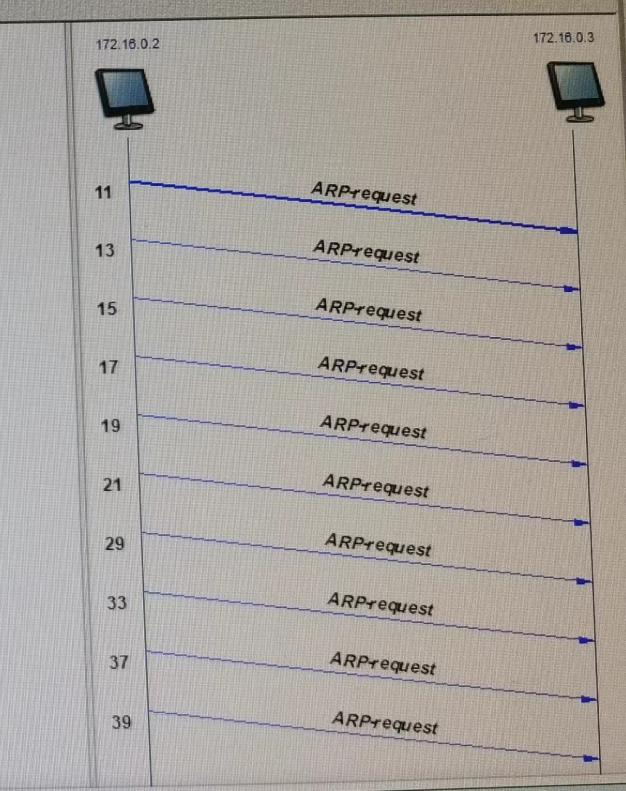 172.16.0.2 172.16.0.3
11 ARP-request
13 ARP-request
15 ARP-request
17 ARP-request
19 ARP-request
21 ARP-request
29 ARP-request
33 ARP-request
37 ARP-request
39 ARP-request